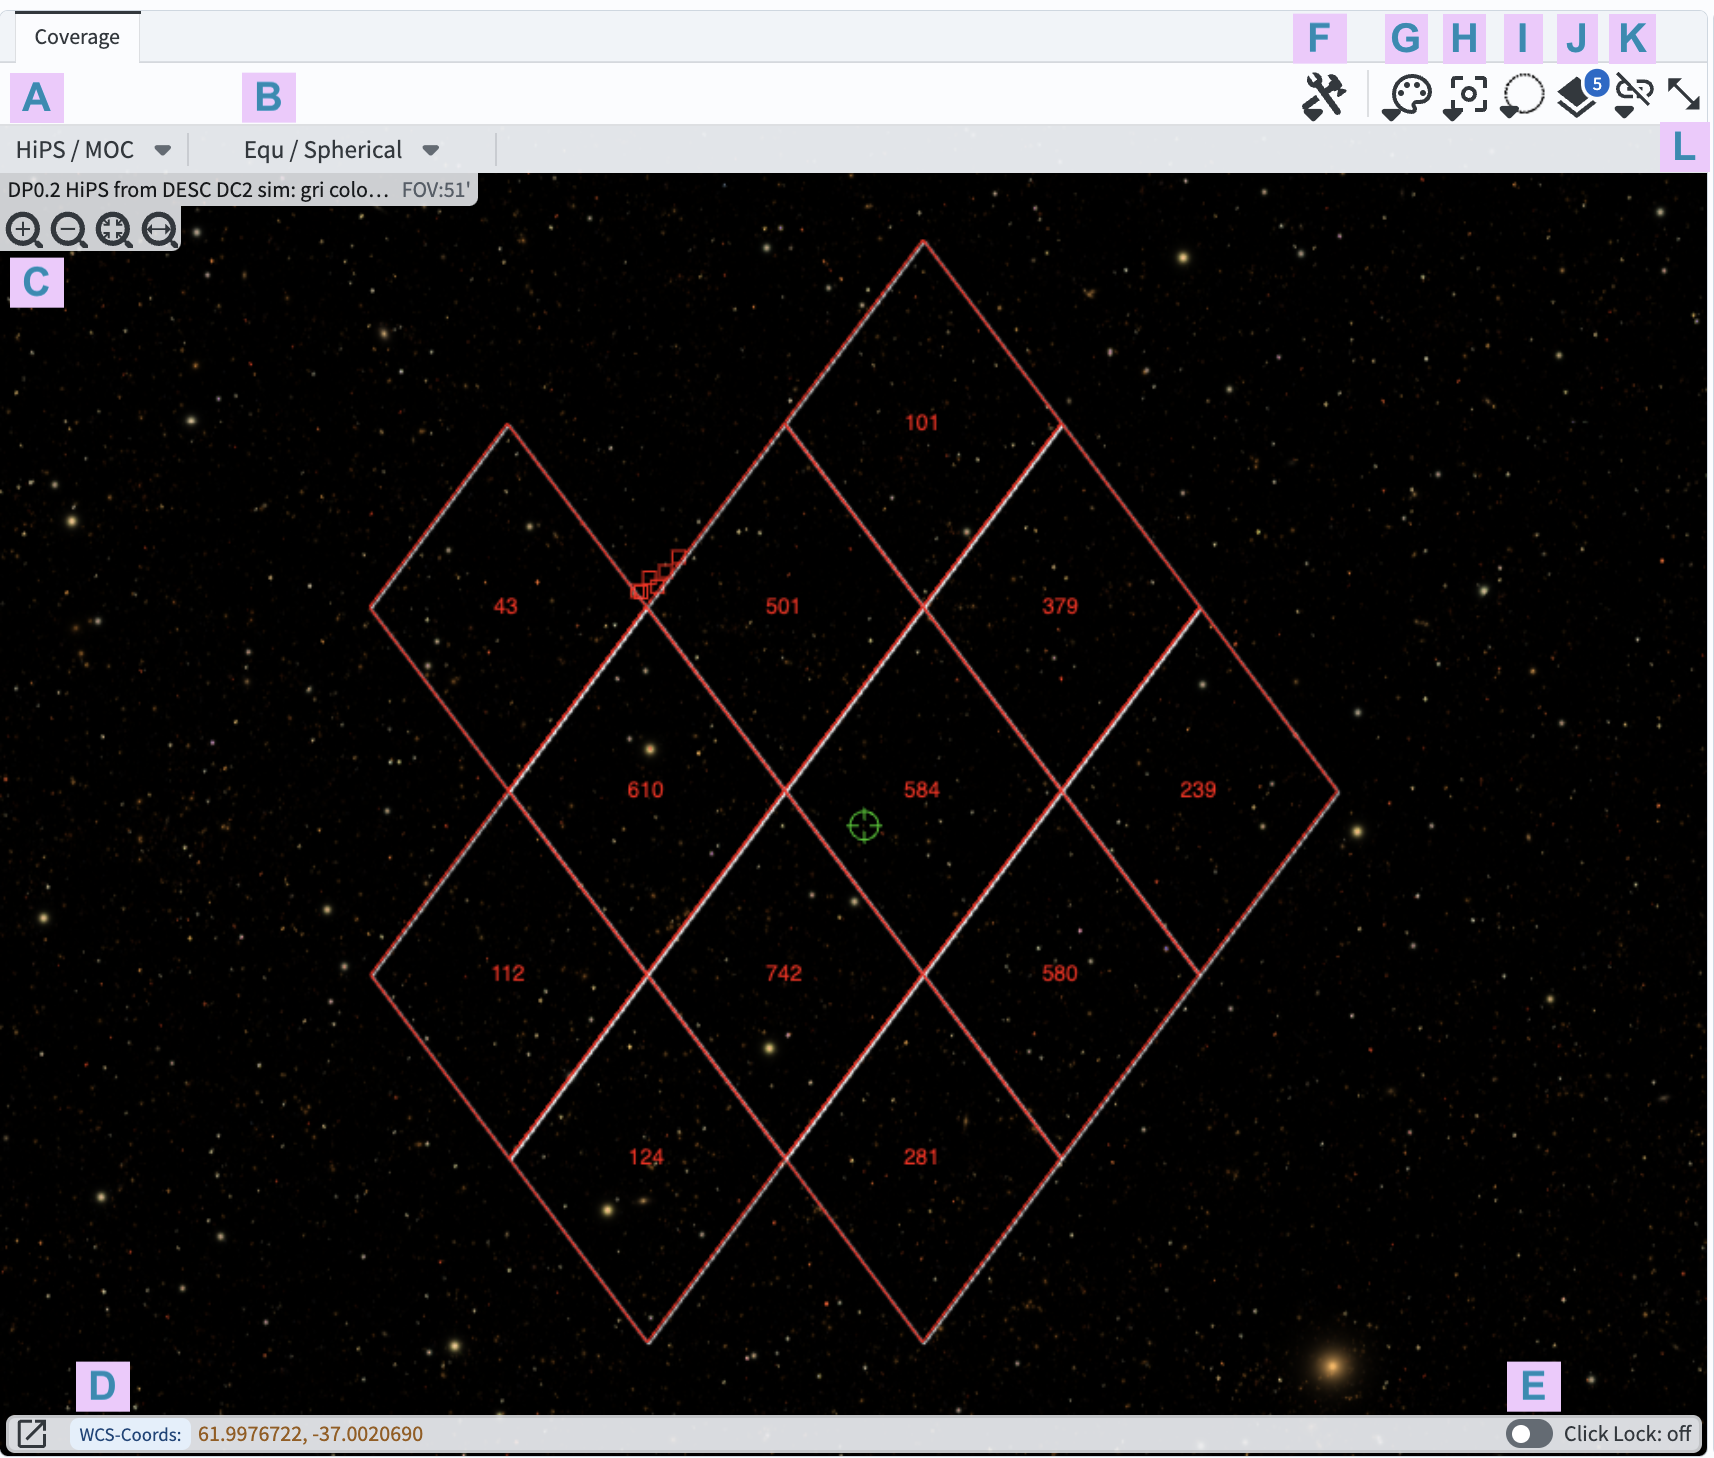 Coverage
F G H I J K
A B
5
HiPS / MOC
Equ / Spherical
L
DP0.2 HiPS from DESC DC2 sim: gri colo... FOV:51'
C
101
43 501 379
610 584 239
112 742 580
124 281
D E
WCS-Coords: 61.9976722, -37.0020690
Click Lock: off